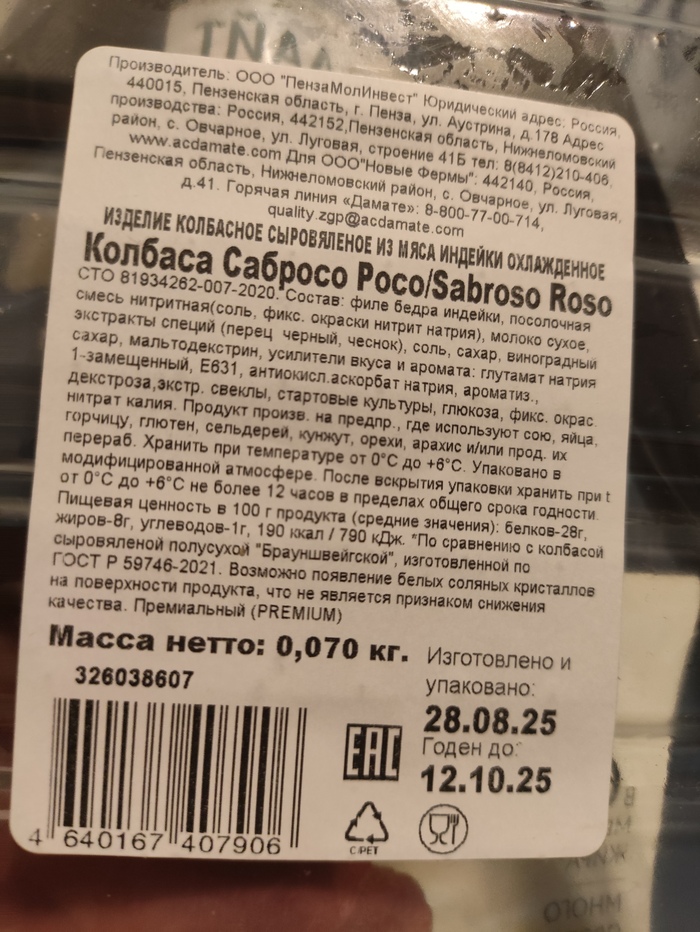 Производитель: ООО "ПензаМолИнвест" Юридический адрес: Россия,
440015, Пензенская область, г. Пенза, ул. Аустрина, д.178 Адрес
производства: Россия, 442152,Пензенская область, Нижнеломовский
район, с. Овчарное, ул. Луговая, строение 41Б тел: 8(8412)210-406,
www.acdamate.com Для ООО"Новые Фермы": 442140, Россия,
Пензенская область, Нижнеломовский район, с. Овчарное, ул. Луговая,
д.41. Горячая линия «Дамате»: 8-800-77-00-714,
quality.zgp@acdamate.com
ИЗДЕЛИЕ КОЛБАСНОЕ СЫРОВЯЛЕНОЕ ИЗ МЯСА ИНДЕЙКИ ОХЛАЖДЕННОЕ
Колбаса Сабросо Росо/Sabroso Roso
СТО 81934262-007-2020. Состав: филе бедра индейки, посолочная
смесь нитритная(соль, фикс. окраски нитрит натрия), молоко сухое,
экстракты специй (перец черный, чеснок), соль, сахар, виноградный
сахар, мальтодекстрин, усилители вкуса и аромата: глутамат натрия
1-замещенный, Е631, антиокисл.аскорбат натрия, ароматиз.,
декстроза,экстр. свеклы, стартовые культуры, глюкоза, фикс. окрас.
нитрат калия. Продукт произв. на предпр., где используют сою, яйца,
горчицу, глютен, сельдерей, кунжут, орехи, арахис и/или прод. их
перераб. Хранить при температуре от 0°С до +6°С. Упаковано в
модифицированной атмосфере. После вскрытия упаковки хранить при t
от 0°С до +6°С не более 12 часов в пределах общего срока годности.
Пищевая ценность в 100 г продукта (средние значения): белков-28г,
жиров-8г, углеводов-1г, 190 ккал / 790 кДж. *По сравнению с колбасой
сыровяленой полусухой "Брауншвейгской", изготовленной по
ГОСТ Р 59746-2021. Возможно появление белых соляных кристаллов
на поверхности продукта, что не является признаком снижения
качества. Премиальный (PREMIUM)
Масса нетто: 0,070 кг.
326038607
Изготовлено и
упаковано:
28.08.25
Годен до:
12.10.25
EAC
4 640167 407906
C/PET